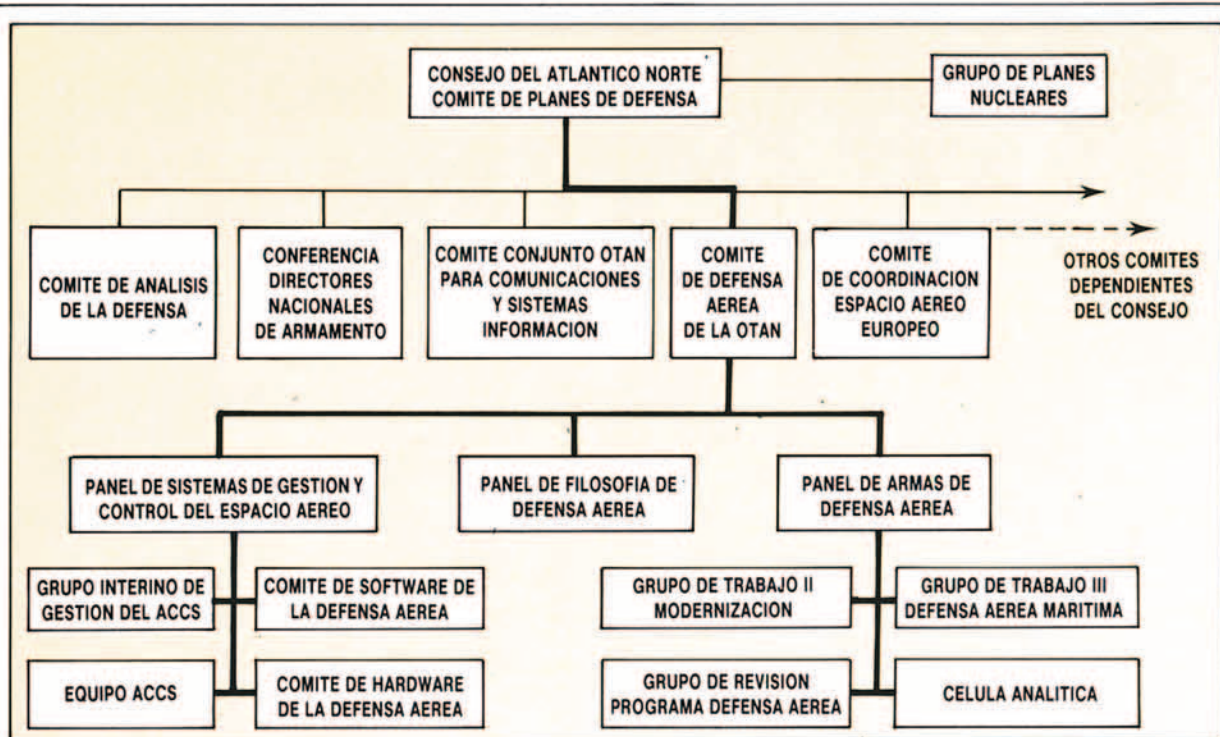 CONSEJO DEL ATLANTICO NORTE
COMITE DE PLANES DE DEFENSA
GRUPO DE PLANES
NUCLEARES
COMITE DE ANALISIS
DE LA DEFENSA
CONFERENCIA
DIRECTORES
NACIONALES
DE ARMAMENTO
COMITE CONJUNTO OTAN
PARA COMUNICACIONES
Y SISTEMAS
INFORMACION
COMITE
DE DEFENSA
AEREA
DE LA OTAN
COMITE
DE COORDINACION
ESPACIO AEREO
EUROPEO
OTROS COMITES
DEPENDIENTES
DEL CONSEJO
PANEL DE SISTEMAS DE GESTION Y
CONTROL DEL ESPACIO AEREO
PANEL DE FILOSOFIA DE
DEFENSA AEREA
PANEL DE ARMAS DE
DEFENSA AEREA
GRUPO INTERINO DE
GESTION DEL ACCS
COMITE DE SOFTWARE DE
LA DEFENSA AEREA
GRUPO DE TRABAJO II
MODERNIZACION
GRUPO DE TRABAJO III
DEFENSA AEREA MARITIMA
EQUIPO ACCS
COMITE DE HARDWARE
DE LA DEFENSA AEREA
GRUPO DE REVISION
PROGRAMA DEFENSA AEREA
CELULA ANALITICA